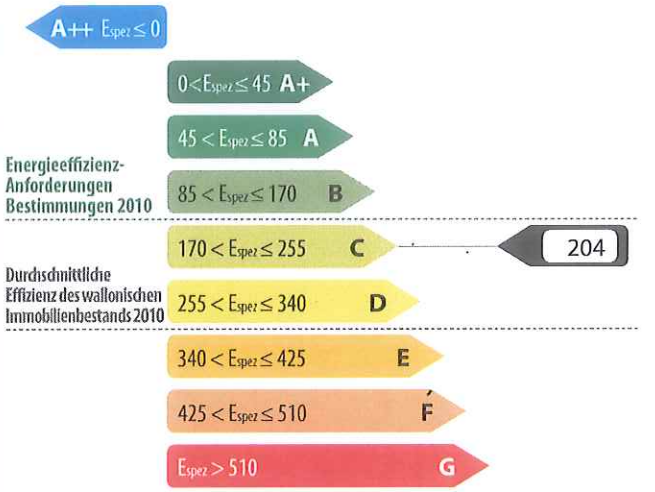 A++ Espez ≤ 0
0 < Espez ≤ 45 A+
45 < Espez ≤ 85 A
Energieeffizienz-
Anforderungen
Bestimmungen 2010
85 < Espez ≤ 170 B
170 < Espez ≤ 255 C
204
Durchschnittliche
Effizienz des wallonischen
Immobilienbestands 2010
255 < Espez ≤ 340 D
340 < Espez ≤ 425 E
425 < Espez ≤ 510 F
Espez > 510 G